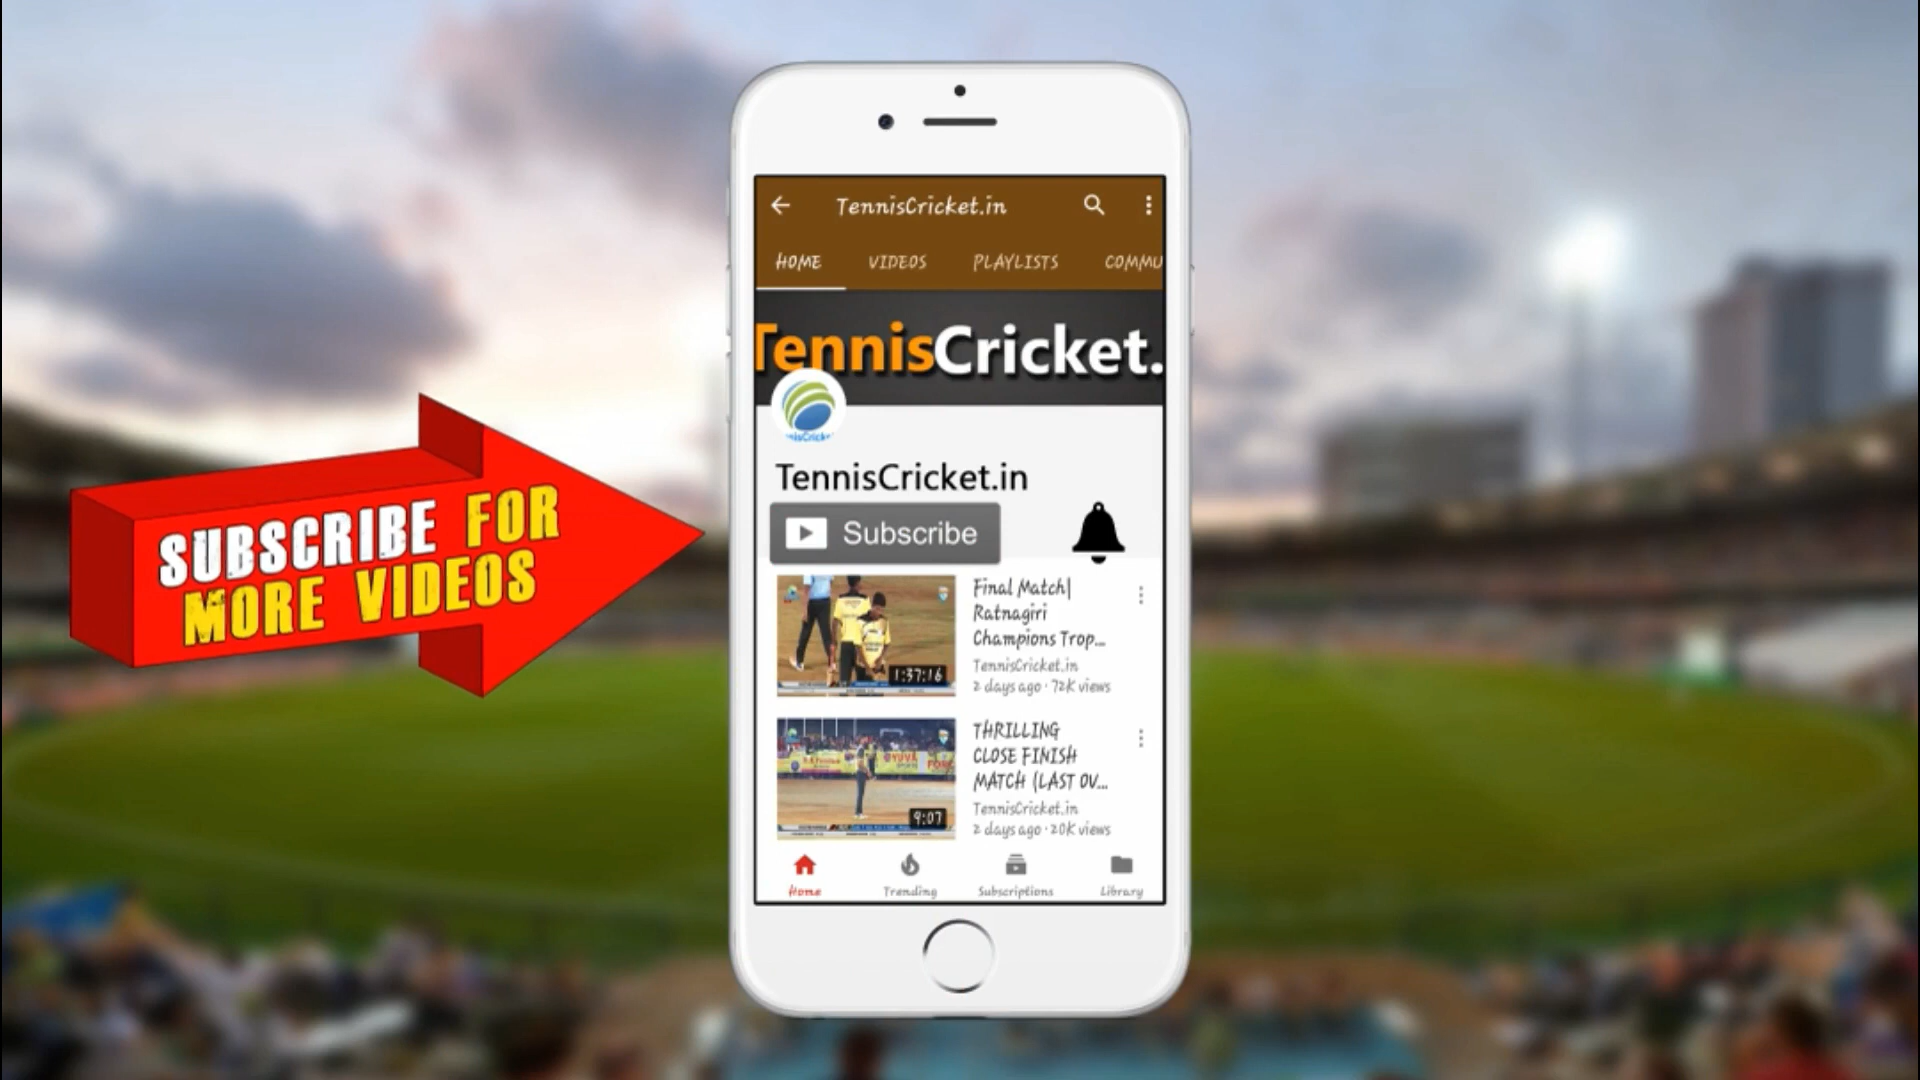 TennisCricket.in
HOME VIDEOS PLAYLISTS COMMU
TennisCricket.
TennisCricket.in
Subscribe
SUBSCRIBE FOR
MORE VIDEOS
Final Match|
Ratnagiri
Champions Trop...
TennisCricket.in
2 days ago · 72K views
1:37:16
THRILLING
CLOSE FINISH
MATCH (LAST OV...
TennisCricket.in
2 days ago · 20K views
9:07
Home Trending Subscriptions Library